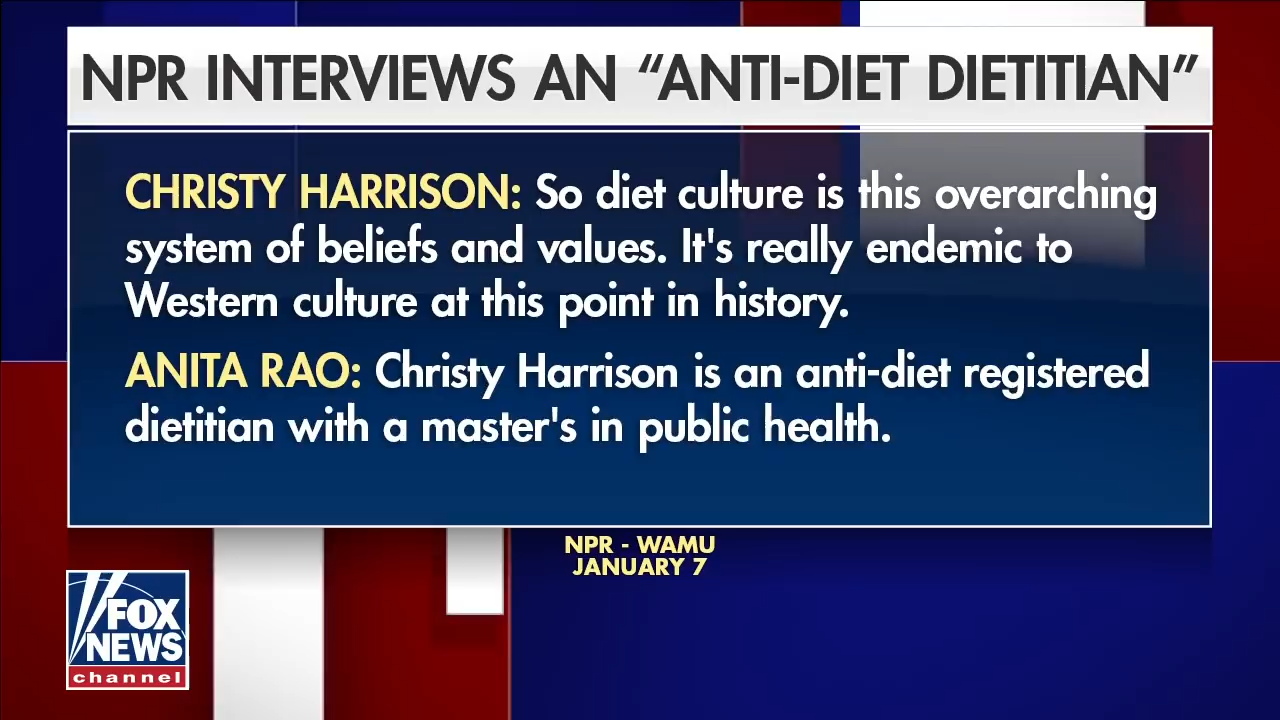 NPR INTERVIEWS AN “ANTI-DIET DIETITIAN”
CHRISTY HARRISON: So diet culture is this overarching
system of beliefs and values. It's really endemic to
Western culture at this point in history.
ANITA RAO: Christy Harrison is an anti-diet registered
dietitian with a master's in public health.
NPR - WAMU
JANUARY 7
FOX
NEWS
channel